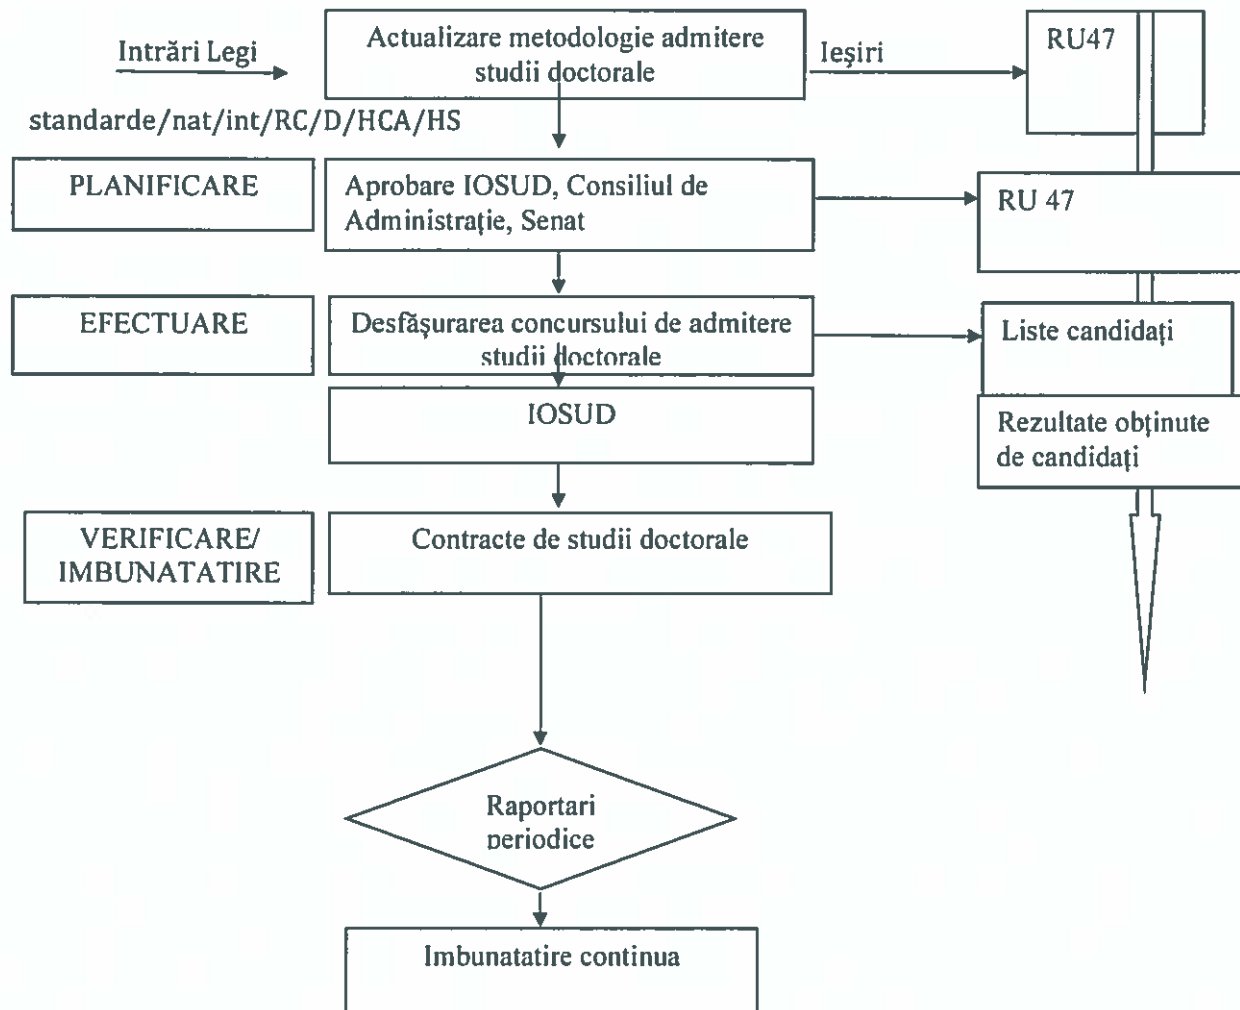 Intrări Legi
Actualizare metodologie admitere
studii doctorale
Ieşiri
RU47
standarde/nat/int/RC/D/HCA/HS
PLANIFICARE
Aprobare IOSUD, Consiliul de
Administraţie, Senat
RU 47
EFECTUARE
Desfăşurarea concursului de admitere
studii doctorale
Liste candidaţi
IOSUD
Rezultate obţinute
de candidaţi
VERIFICARE/
IMBUNATATIRE
Contracte de studii doctorale
Raportari
periodice
Imbunatatire continua